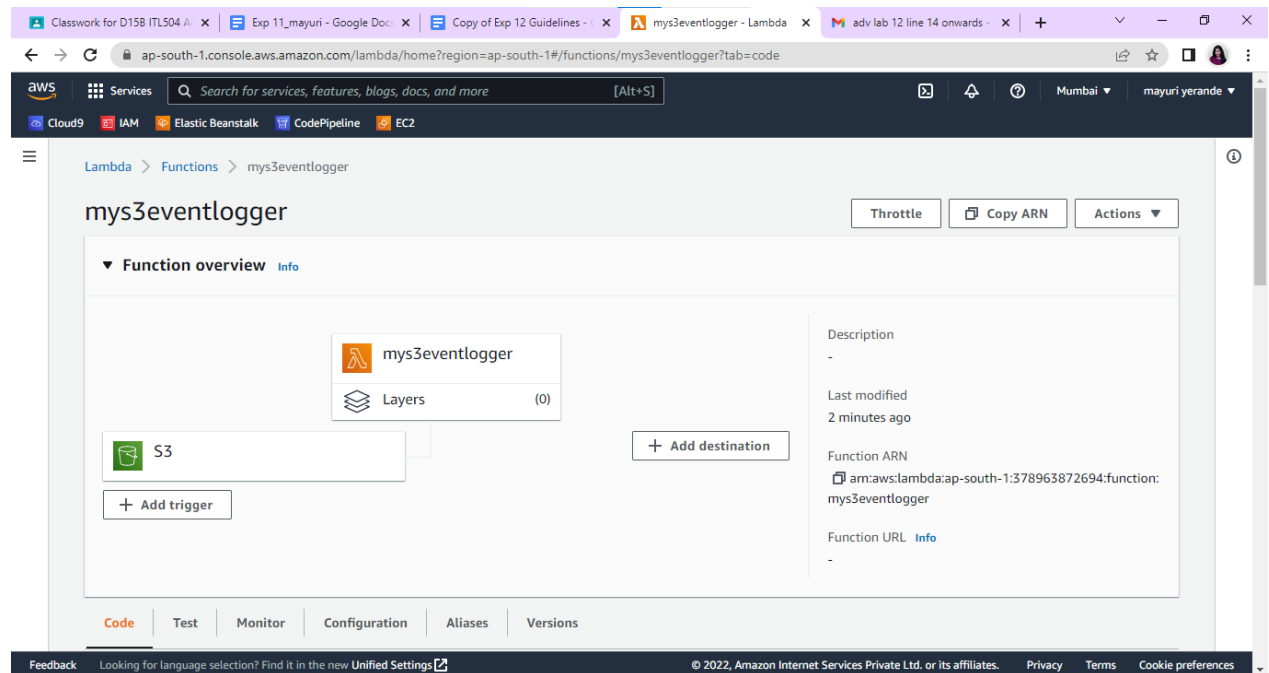 Classwork for D15B ITL504 A
Exp 11_mayuri - Google Doc
Copy of Exp 12 Guidelines -
mys3eventlogger - Lambda
adv lab 12 line 14 onwards -
ap-south-1.console.aws.amazon.com/lambda/home?region=ap-south-1#/functions/mys3eventlogger?tab=code
aws
Services
Search for services, features, blogs, docs, and more
[Alt+S]
Mumbai
mayuri yerande
Cloud9
IAM
Elastic Beanstalk
CodePipeline
EC2
Lambda
Functions
mys3eventlogger
mys3eventlogger
Throttle
Copy ARN
Actions
Function overview
Info
mys3eventlogger
Layers
(0)
S3
+ Add trigger
+ Add destination
Description
-
Last modified
2 minutes ago
Function ARN
arn:aws:lambda:ap-south-1:378963872694:function:
mys3eventlogger
Function URL
Info
-
Code
Test
Monitor
Configuration
Aliases
Versions
Feedback
Looking for language selection? Find it in the new Unified Settings
© 2022, Amazon Internet Services Private Ltd. or its affiliates.
Privacy
Terms
Cookie preferences